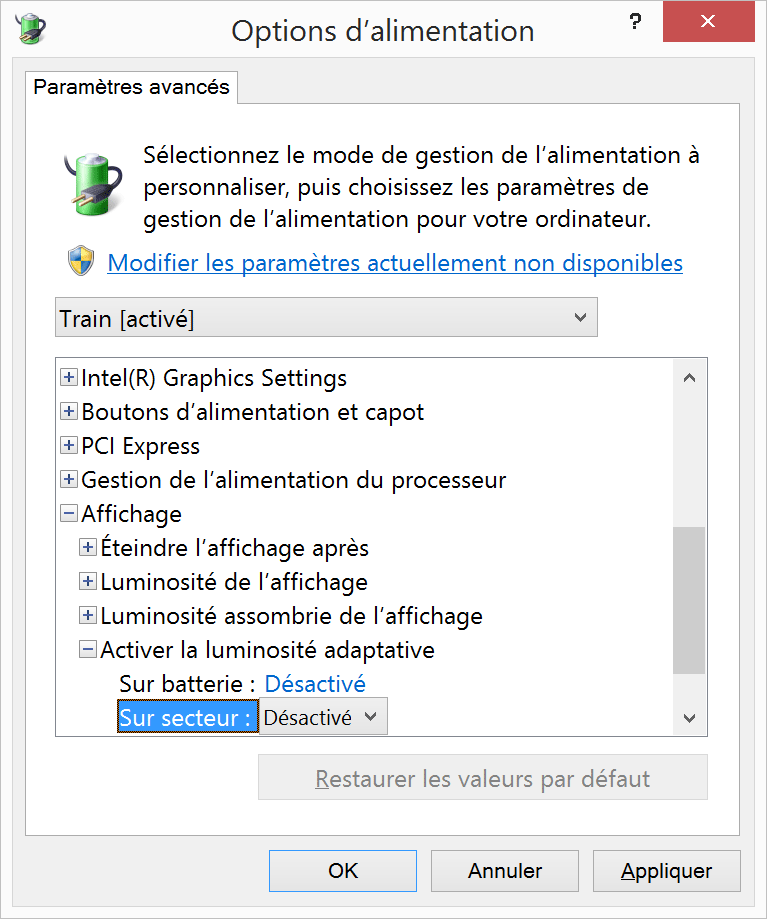 Options d’alimentation
?
Paramètres avancés
Sélectionnez le mode de gestion de l’alimentation à
personnaliser, puis choisissez les paramètres de
gestion de l’alimentation pour votre ordinateur.
Modifier les paramètres actuellement non disponibles
Train [activé]
Intel(R) Graphics Settings
Boutons d’alimentation et capot
PCI Express
Gestion de l’alimentation du processeur
Affichage
Éteindre l’affichage après
Luminosité de l’affichage
Luminosité assombrie de l’affichage
Activer la luminosité adaptative
Sur batterie : Désactivé
Sur secteur : Désactivé
Restaurer les valeurs par défaut
OK Annuler Appliquer